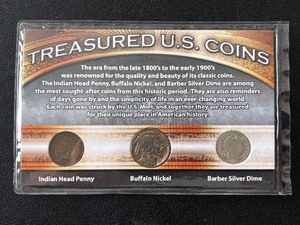 TREASURED U.S. COINS
The era from the late 1800's to the early 1900's
was renowned for the quality and beauty of its classic coins.
The Indian Head Penny, Buffalo Nickel, and Barber Silver Dime are among
the most sought-after coins from this historic period. They are also reminders
of days gone by and the simplicity of life in an ever-changing world.
Each coin was struck by the U.S. Mint, and together they are treasured
for their unique place in American history.
Indian Head Penny Buffalo Nickel Barber Silver Dime